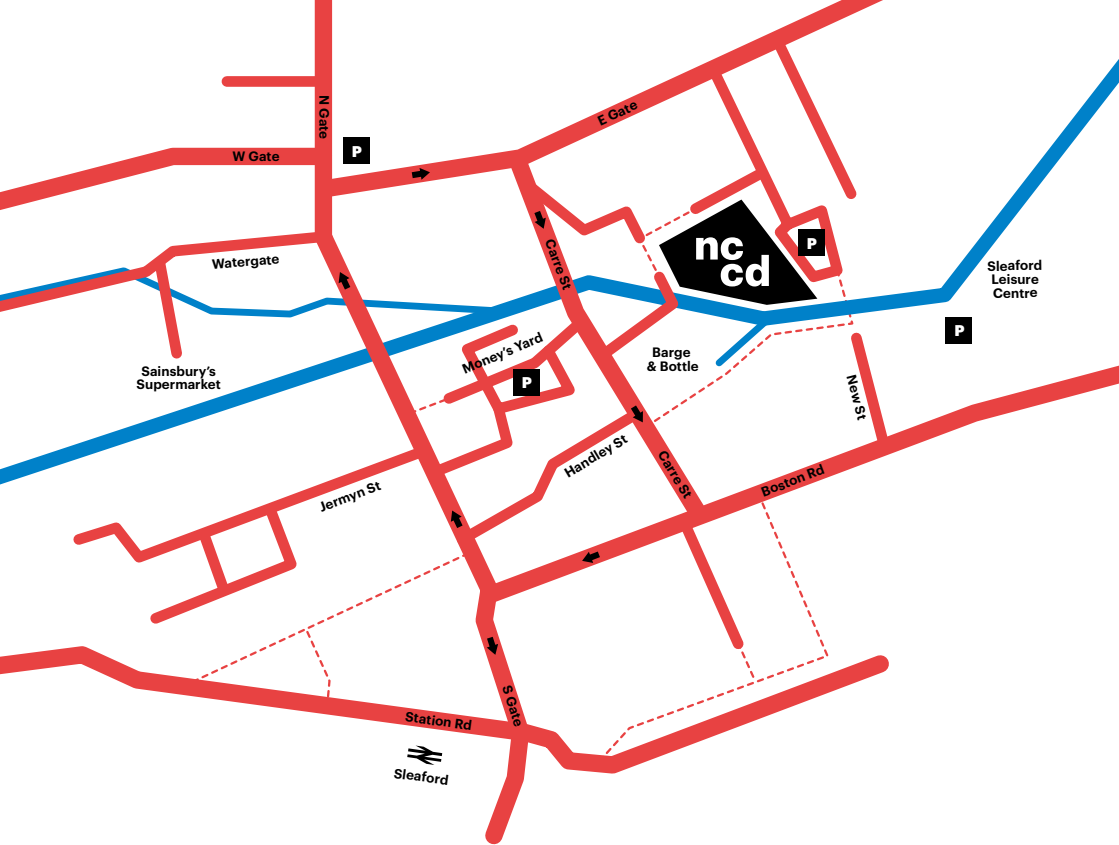 N Gate
E Gate
P
W Gate
nc
cd
P
Carre St
Watergate
Sleaford
Leisure
Centre
P
Money's Yard
Barge
& Bottle
Sainsbury's
Supermarket
P
New St
Handley St
Carre St
Boston Rd
Jermyn St
S Gate
Station Rd
Sleaford